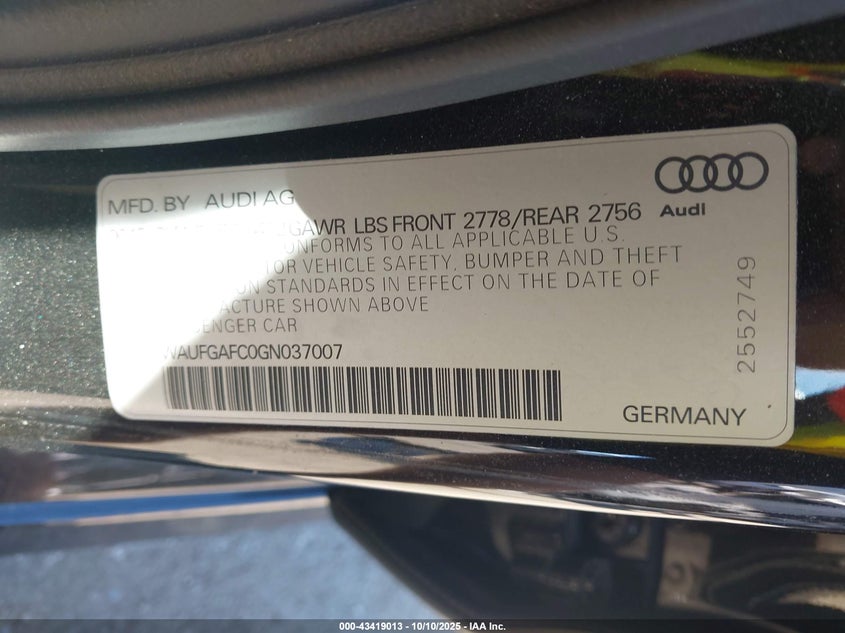 MFD. BY AUDI AG
GAWR LBS FRONT 2778/REAR 2756
UNFORMS TO ALL APPLICABLE U.S.
TOR VEHICLE SAFETY, BUMPER AND THEFT
ON STANDARDS IN EFFECT ON THE DATE OF
ACTURE SHOWN ABOVE
ENGER CAR
WAUFGAFC0GN037007
GERMANY
Audi
2552749
000-43419013 - 10/10/2025 - IAA Inc.